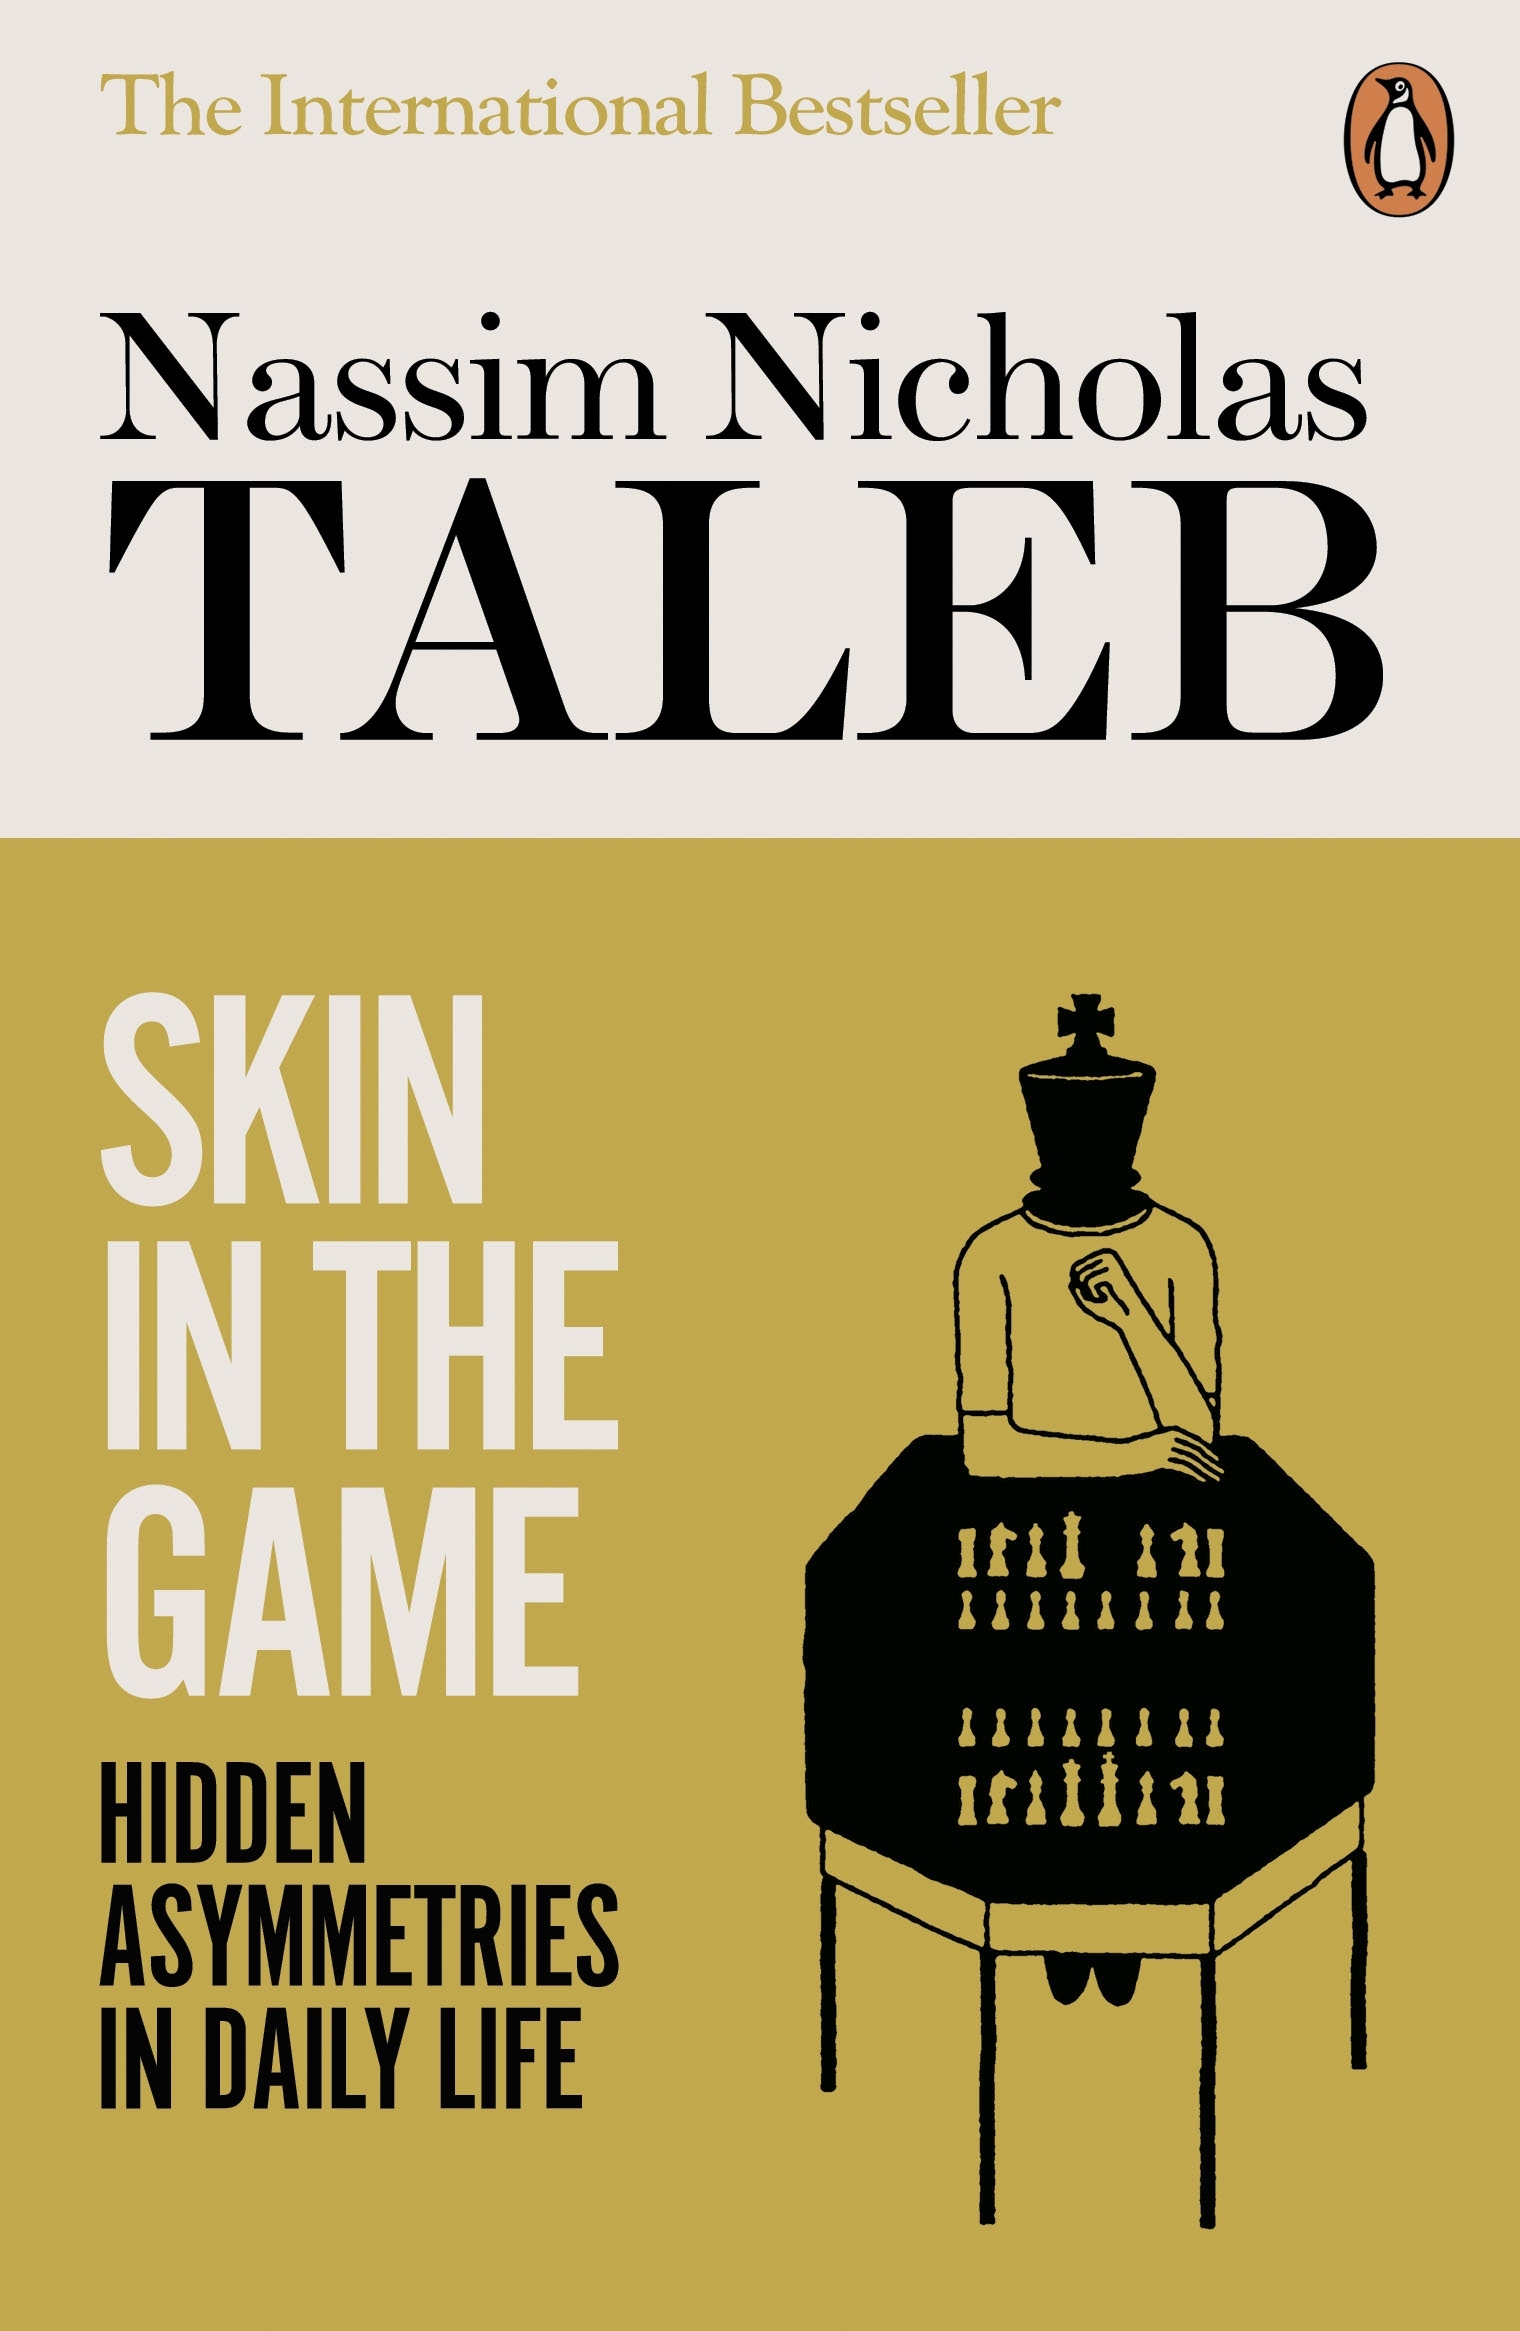 The International Bestseller
Nassim Nicholas
TALEB
SKIN
IN THE
GAME
HIDDEN
ASYMMETRIES
IN DAILY LIFE